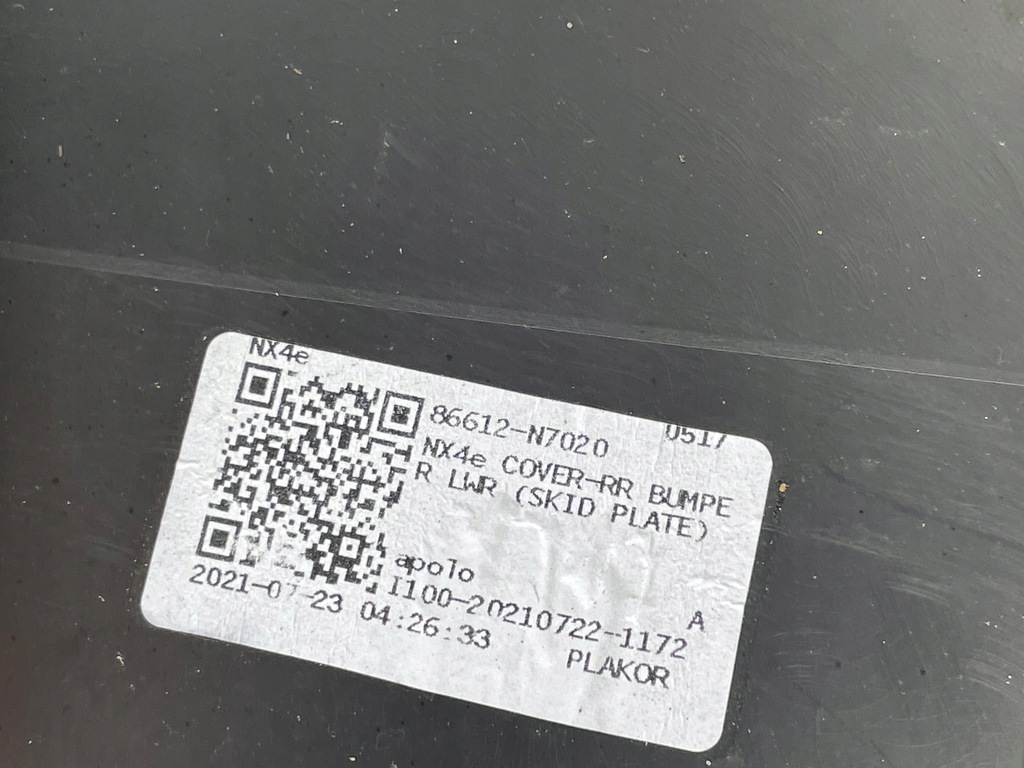 NX4e
86612-N7020 0517
NX4e COVER-RR BUMPE
R LWR (SKID PLATE)
apolo A
I100-20210722-1172
2021-07-23 04:26:33 PLAKOR